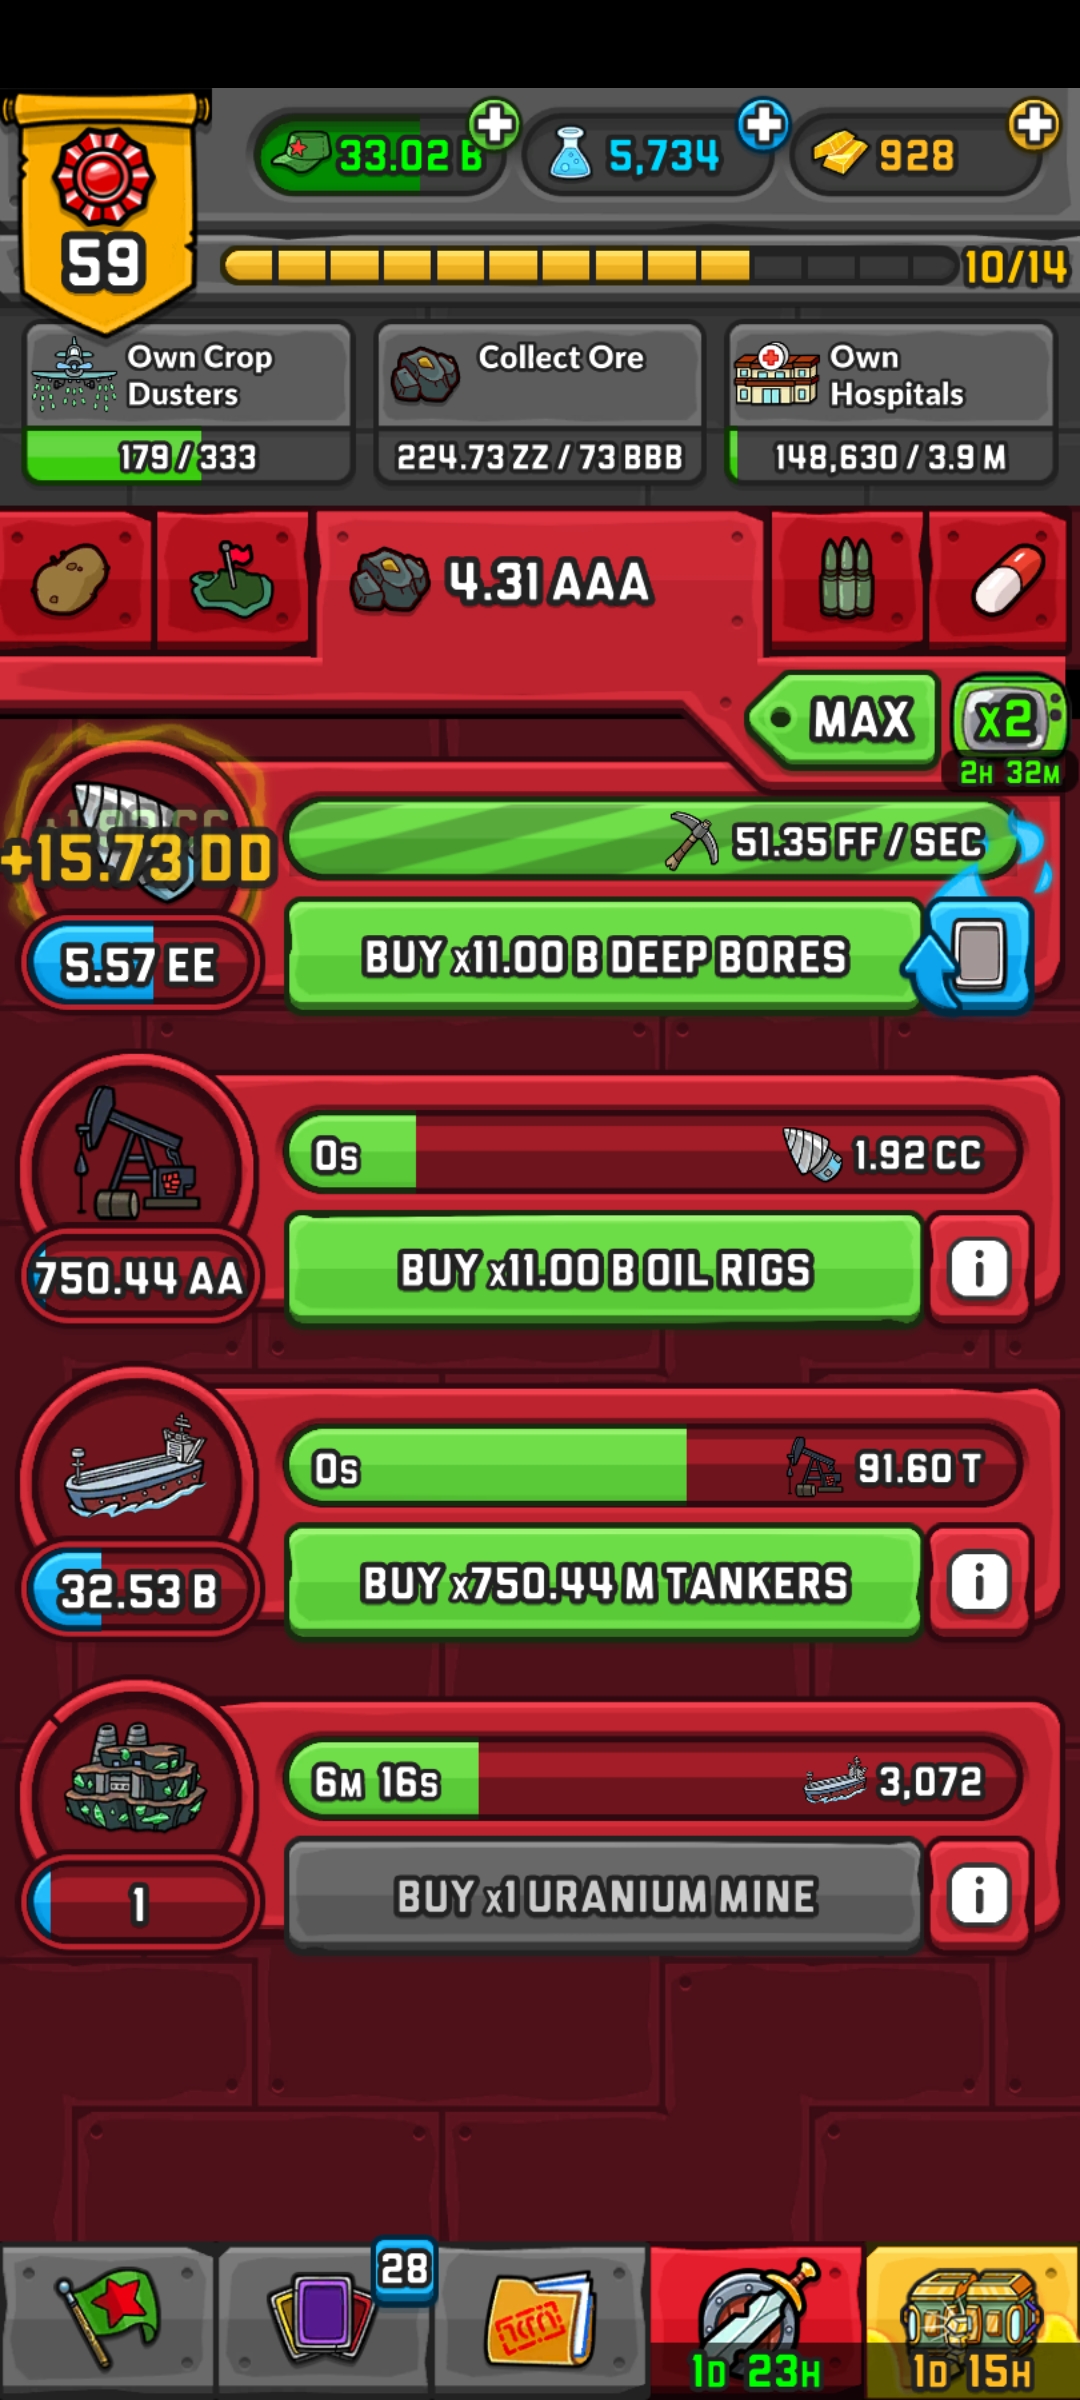 33.02 B
5,734
928
59
10/14
Own Crop
Dusters
179 / 333
Collect Ore
224.73 ZZ / 73 BBB
Own
Hospitals
148,630 / 3.9 M
4.31 AAA
MAX
x2
2H 32M
+1.92 CC
+15.73 DD
51.35 FF / SEC
5.57 EE
BUY x11.00 B DEEP BORES
0s
1.92 CC
750.44 AA
BUY x11.00 B OIL RIGS
i
0s
91.60 T
32.53 B
BUY x750.44 M TANKERS
i
6M 16s
3,072
1
BUY x1 URANIUM MINE
i
28
1D 23H
1D 15H